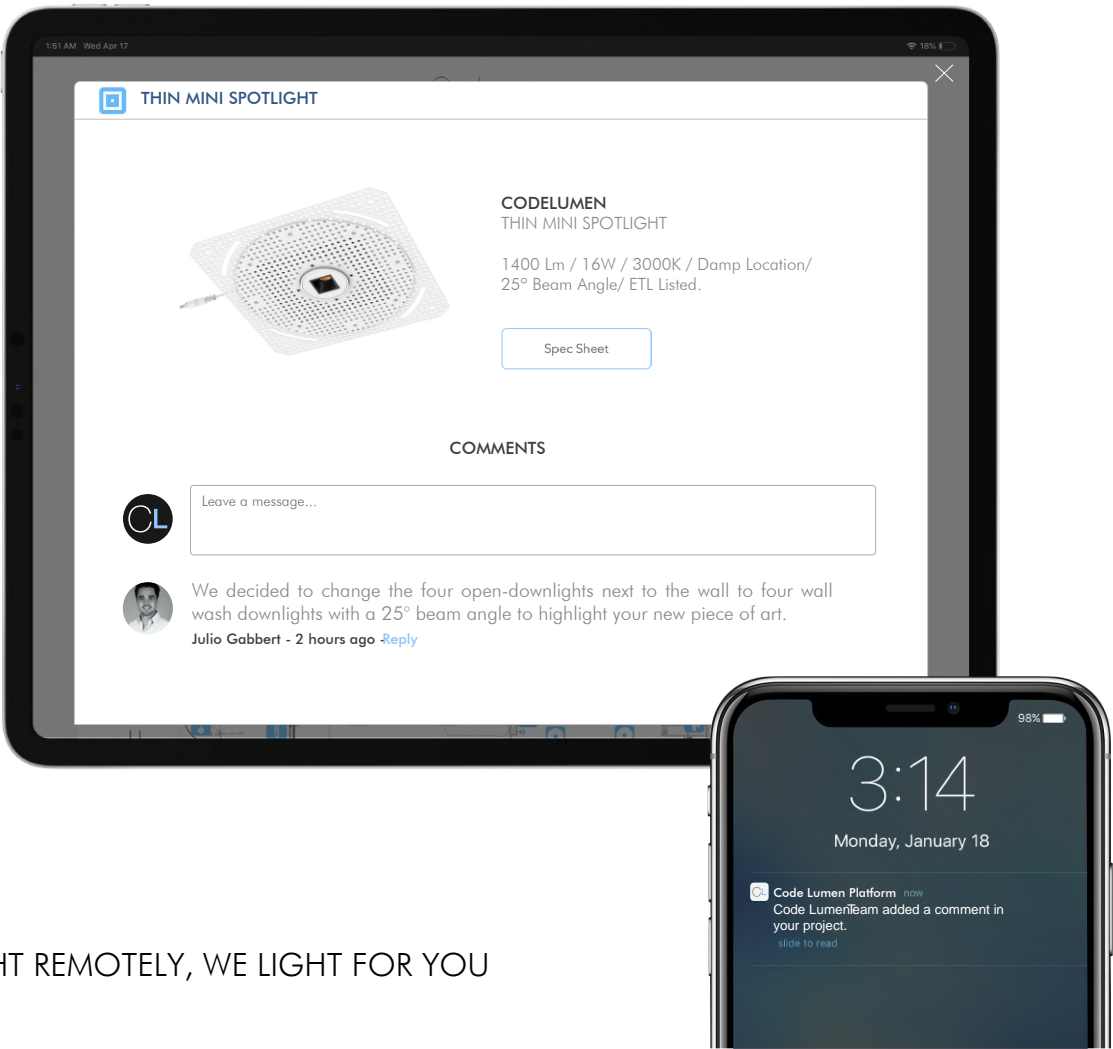 1:51 AM Wed Apr 17
18%
THIN MINI SPOTLIGHT
CODELUMEN
THIN MINI SPOTLIGHT
1400 Lm / 16W / 3000K / Damp Location/
25º Beam Angle/ ETL Listed.
Spec Sheet
COMMENTS
CL
Leave a message...
We decided to change the four open-downlights next to the wall to four wall
wash downlights with a 25° beam angle to highlight your new piece of art.
Julio Gabbert - 2 hours ago -Reply
98%
3:14
Monday, January 18
CL Code Lumen Platform now
Code LumenTeam added a comment in
your project.
slide to read
HT REMOTELY, WE LIGHT FOR YOU